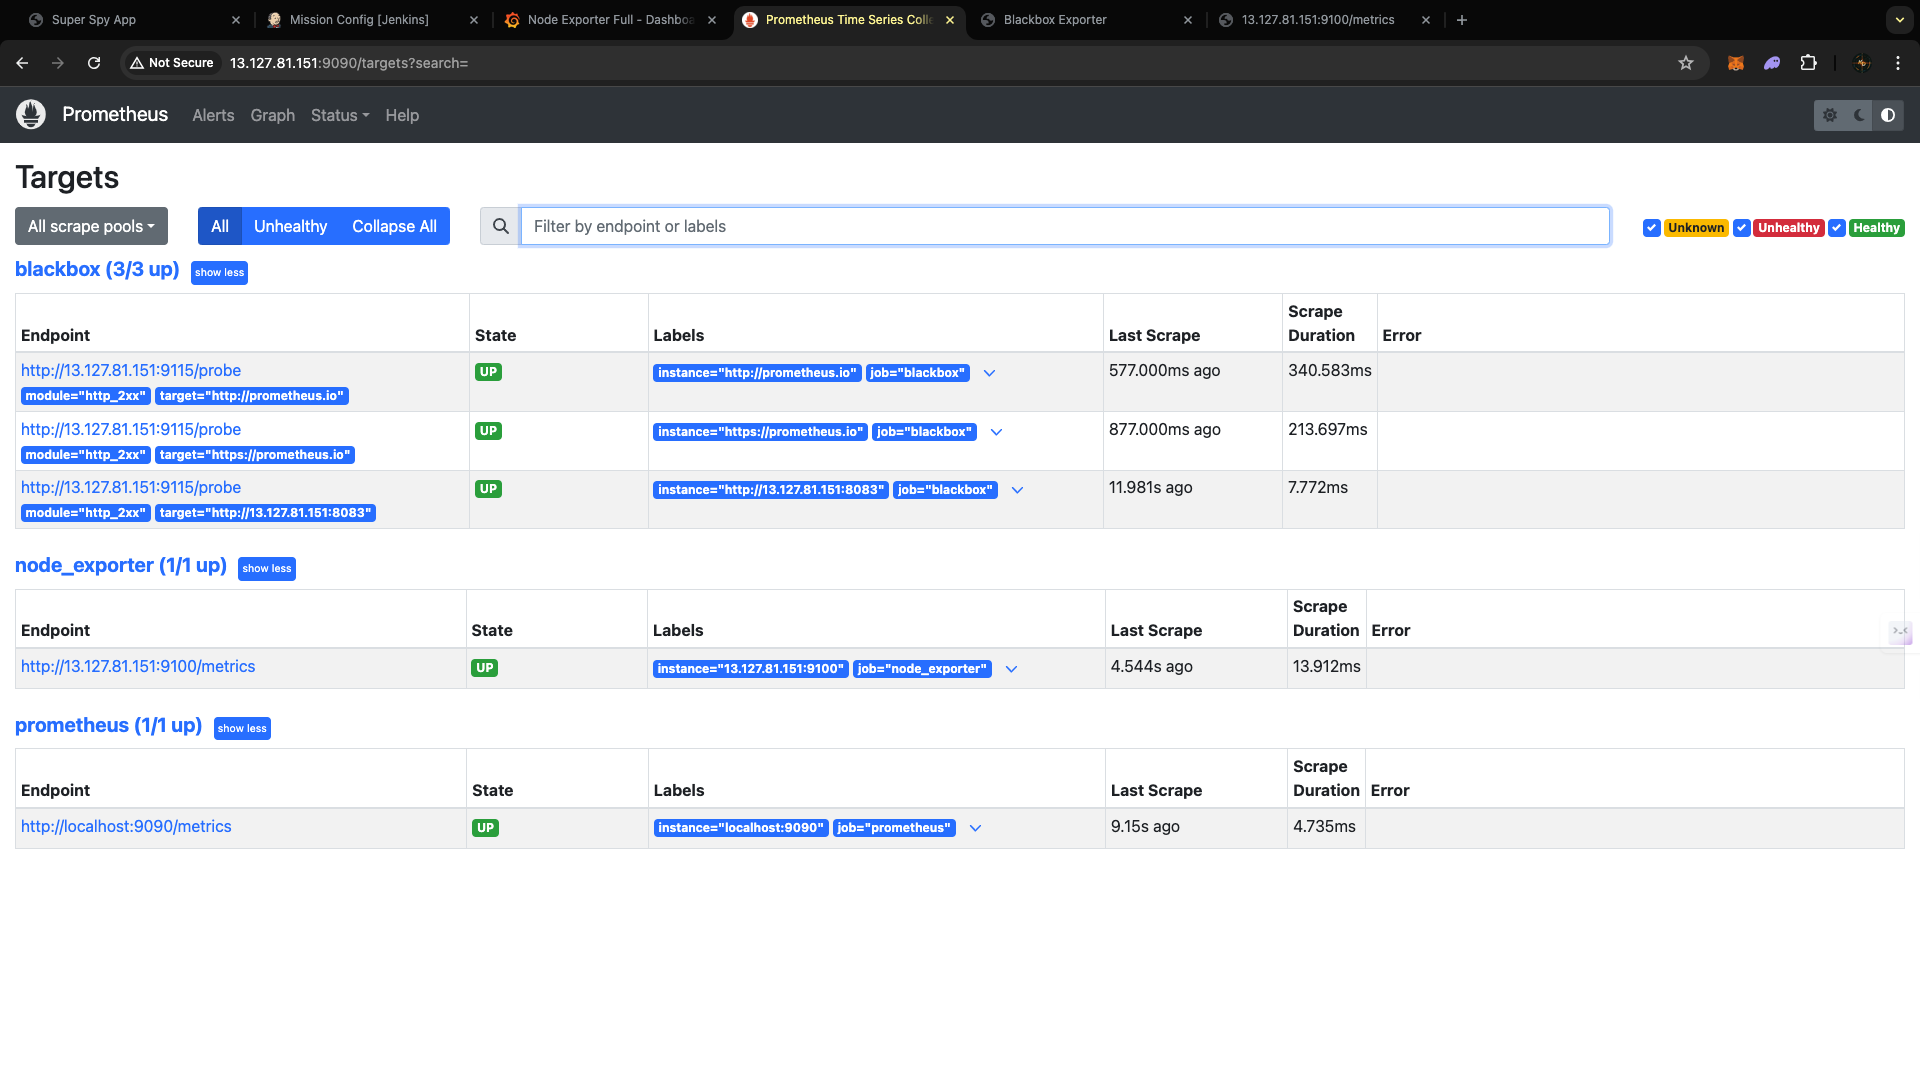 Super Spy App
Mission Config [Jenkins]
Node Exporter Full - Dashboa
Prometheus Time Series Colle
Blackbox Exporter
13.127.81.151:9100/metrics
Not Secure
13.127.81.151:9090/targets?search=
Prometheus
Alerts
Graph
Status
Help
Targets
All scrape pools
All
Unhealthy
Collapse All
Filter by endpoint or labels
Unknown
Unhealthy
Healthy
blackbox (3/3 up)
show less
Endpoint
State
Labels
Last Scrape
Scrape
Duration
Error
http://13.127.81.151:9115/probe
module="http_2xx" target="http://prometheus.io"
UP
instance="http://prometheus.io" job="blackbox"
577.000ms ago
340.583ms
http://13.127.81.151:9115/probe
module="http_2xx" target="https://prometheus.io"
UP
instance="https://prometheus.io" job="blackbox"
877.000ms ago
213.697ms
http://13.127.81.151:9115/probe
module="http_2xx" target="http://13.127.81.151:8083"
UP
instance="http://13.127.81.151:8083" job="blackbox"
11.981s ago
7.772ms
node_exporter (1/1 up)
show less
Endpoint
State
Labels
Last Scrape
Scrape
Duration
Error
http://13.127.81.151:9100/metrics
UP
instance="13.127.81.151:9100" job="node_exporter"
4.544s ago
13.912ms
prometheus (1/1 up)
show less
Endpoint
State
Labels
Last Scrape
Scrape
Duration
Error
http://localhost:9090/metrics
UP
instance="localhost:9090" job="prometheus"
9.15s ago
4.735ms